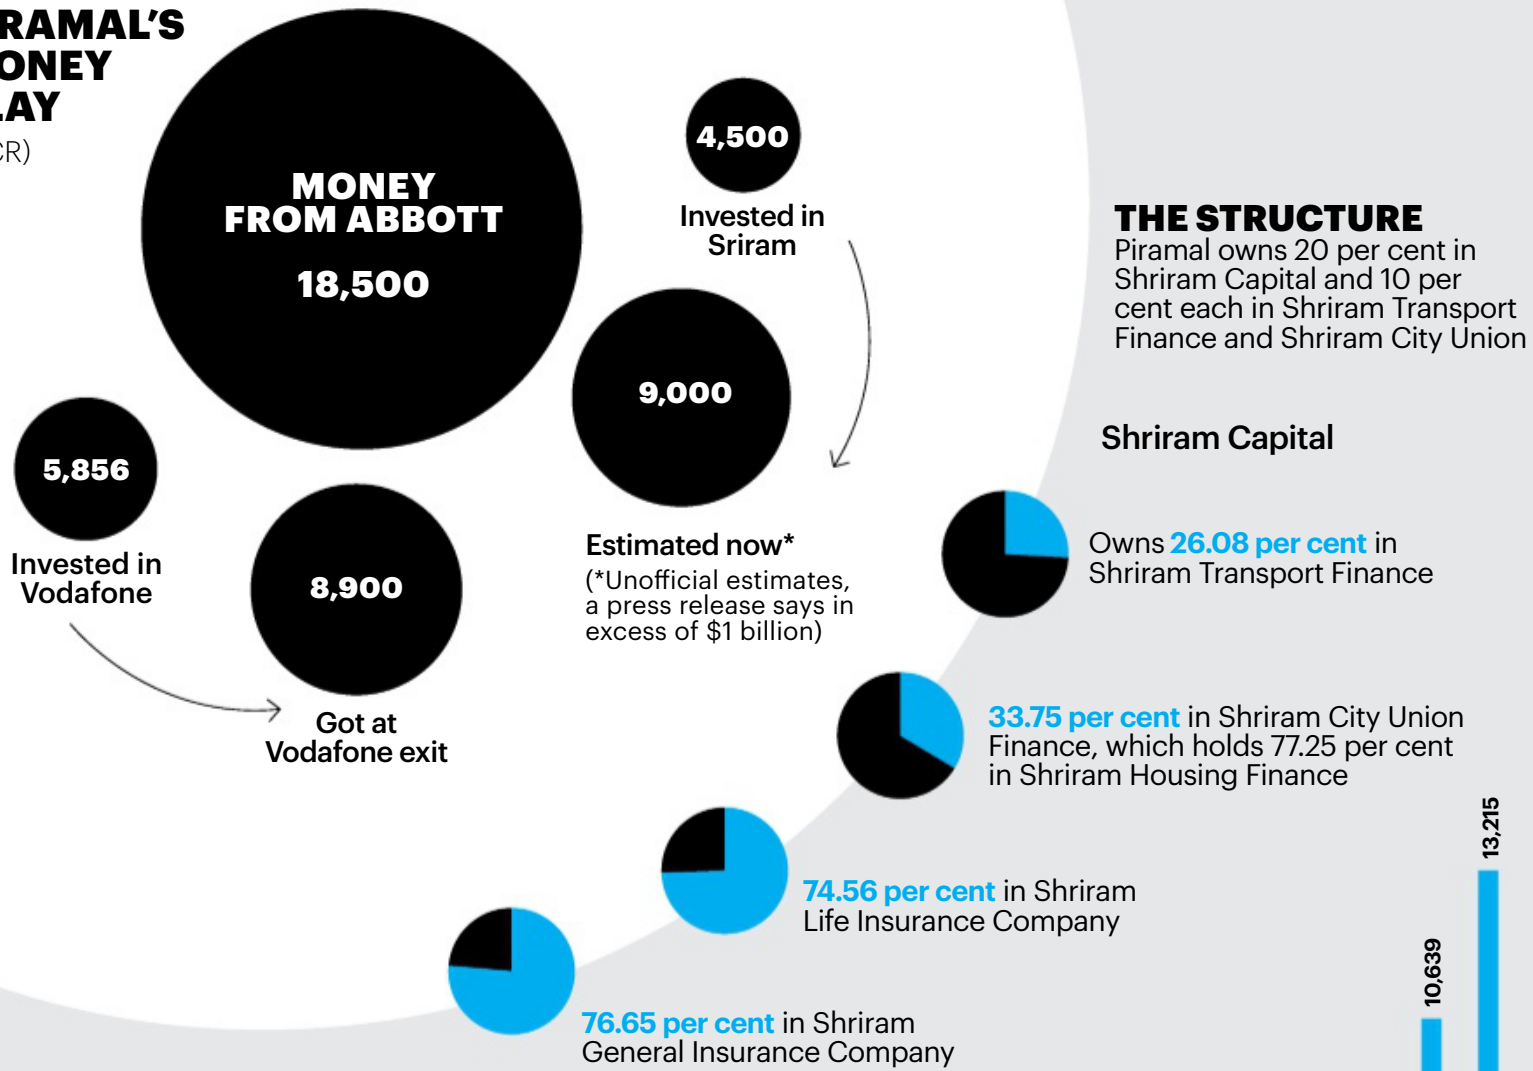 RAMAL'S
ONEY
LAY
CR)
MONEY
FROM ABBOTT
18,500
4,500
Invested in
Sriram
9,000
Estimated now*
(*Unofficial estimates,
a press release says in
excess of $1 billion)
5,856
Invested in
Vodafone
8,900
Got at
Vodafone exit
THE STRUCTURE
Piramal owns 20 per cent in
Shriram Capital and 10 per
cent each in Shriram Transport
Finance and Shriram City Union
Shriram Capital
Owns 26.08 per cent in
Shriram Transport Finance
33.75 per cent in Shriram City Union
Finance, which holds 77.25 per cent
in Shriram Housing Finance
74.56 per cent in Shriram
Life Insurance Company
76.65 per cent in Shriram
General Insurance Company
10,639
13,215